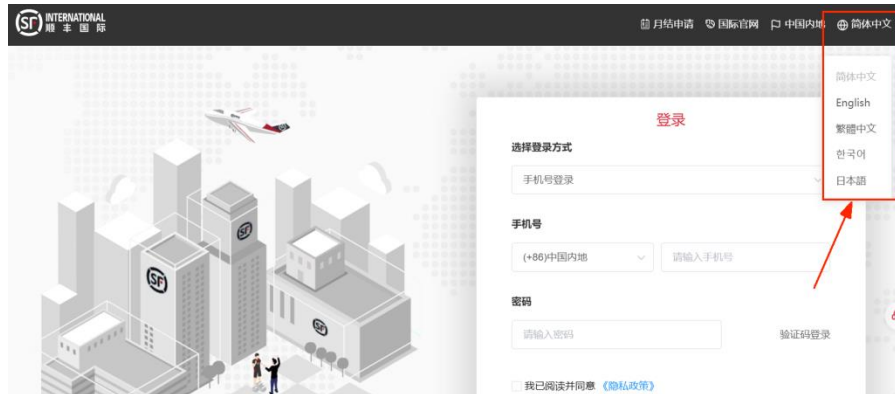 SF INTERNATIONAL
顺丰国际
月结申请 国际官网 中国内地 简体中文
简体中文
English
繁體中文
한국어
日本語
登录
选择登录方式
手机号登录
手机号
(+86)中国内地 请输入手机号
密码
请输入密码 验证码登录
我已阅读并同意 《隐私政策》
SF
SF
SF